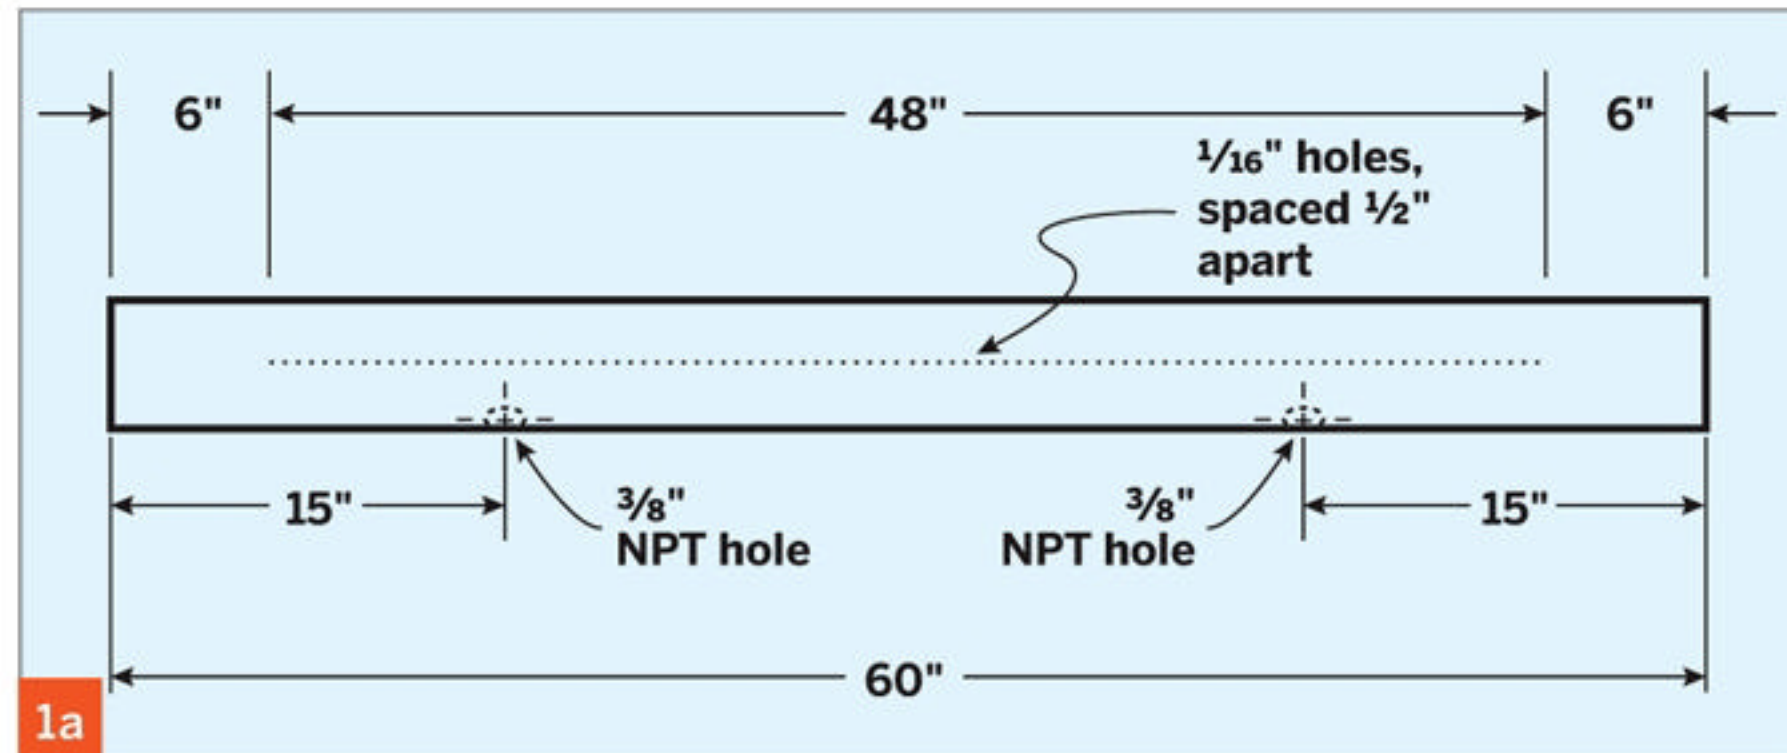 6" 48" 6"
¹⁄₁₆" holes,
spaced ½"
apart
15" ³⁄₈" ³⁄₈" 15"
NPT hole NPT hole
60"
1a